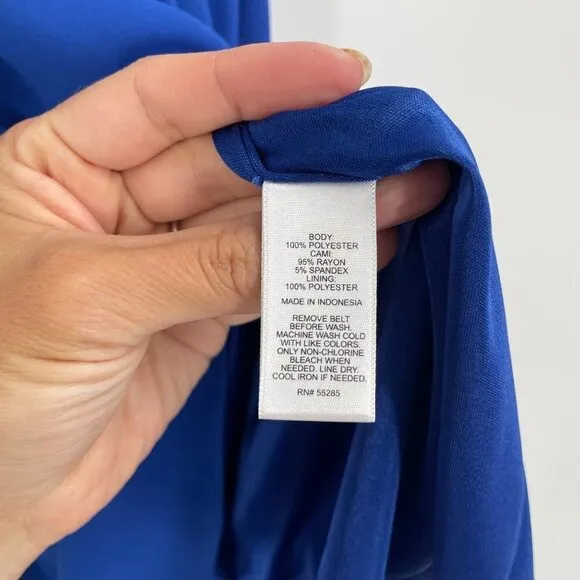 BODY:
100% POLYESTER
CAMI:
95% RAYON
5% SPANDEX
LINING:
100% POLYESTER
MADE IN INDONESIA
REMOVE BELT
BEFORE WASH.
MACHINE WASH COLD
WITH LIKE COLORS.
ONLY NON-CHLORINE
BLEACH WHEN
NEEDED. LINE DRY.
COOL IRON IF NEEDED.
RN# 55285